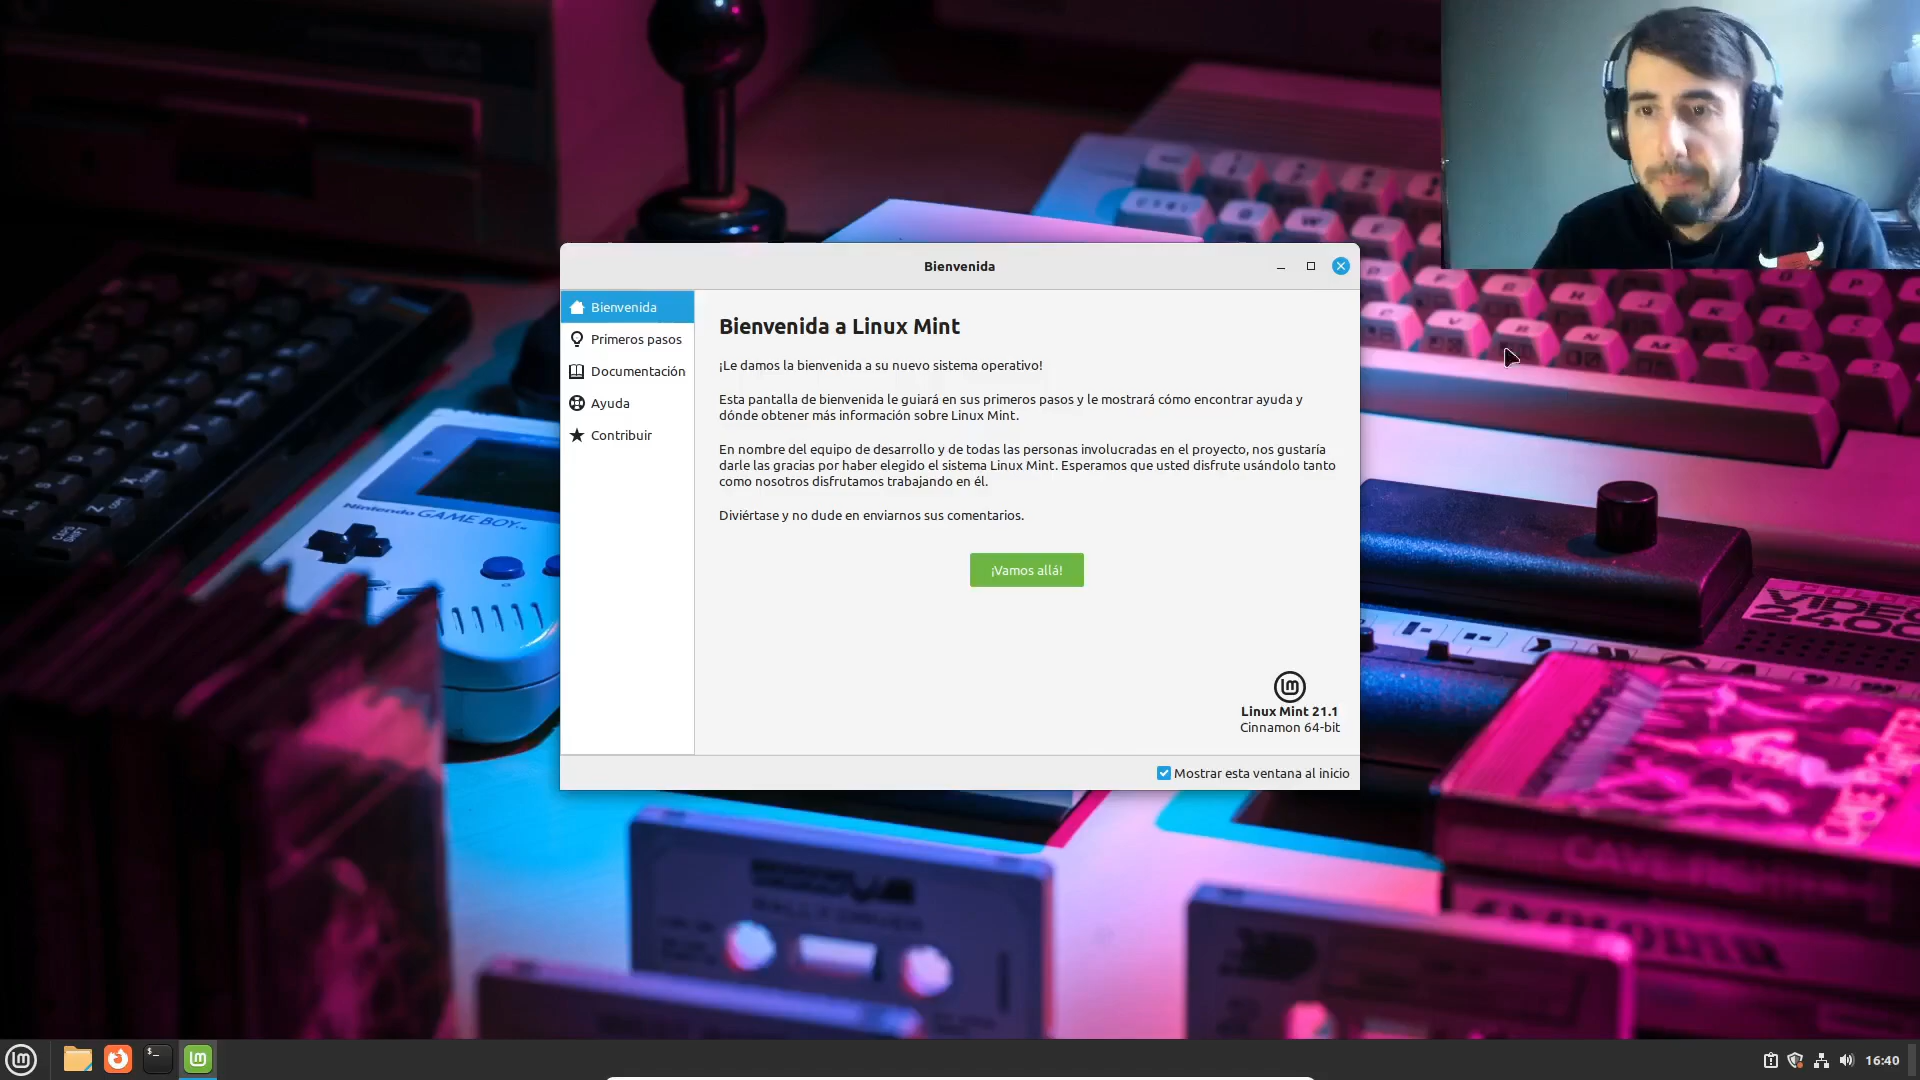 Bienvenida
Bienvenida
Primeros pasos
Documentación
Ayuda
Contribuir
Bienvenida a Linux Mint
¡Le damos la bienvenida a su nuevo sistema operativo!
Esta pantalla de bienvenida le guiará en sus primeros pasos y le mostrará cómo encontrar ayuda y
dónde obtener más información sobre Linux Mint.
En nombre del equipo de desarrollo y de todas las personas involucradas en el proyecto, nos gustaría
darle las gracias por haber elegido el sistema Linux Mint. Esperamos que usted disfrute usándolo tanto
como nosotros disfrutamos trabajando en él.
Diviértase y no dude en enviarnos sus comentarios.
¡Vamos allá!
Linux Mint 21.1
Cinnamon 64-bit
Mostrar esta ventana al inicio
Nintendo GAME BOY
VIDEO
2400
16:40